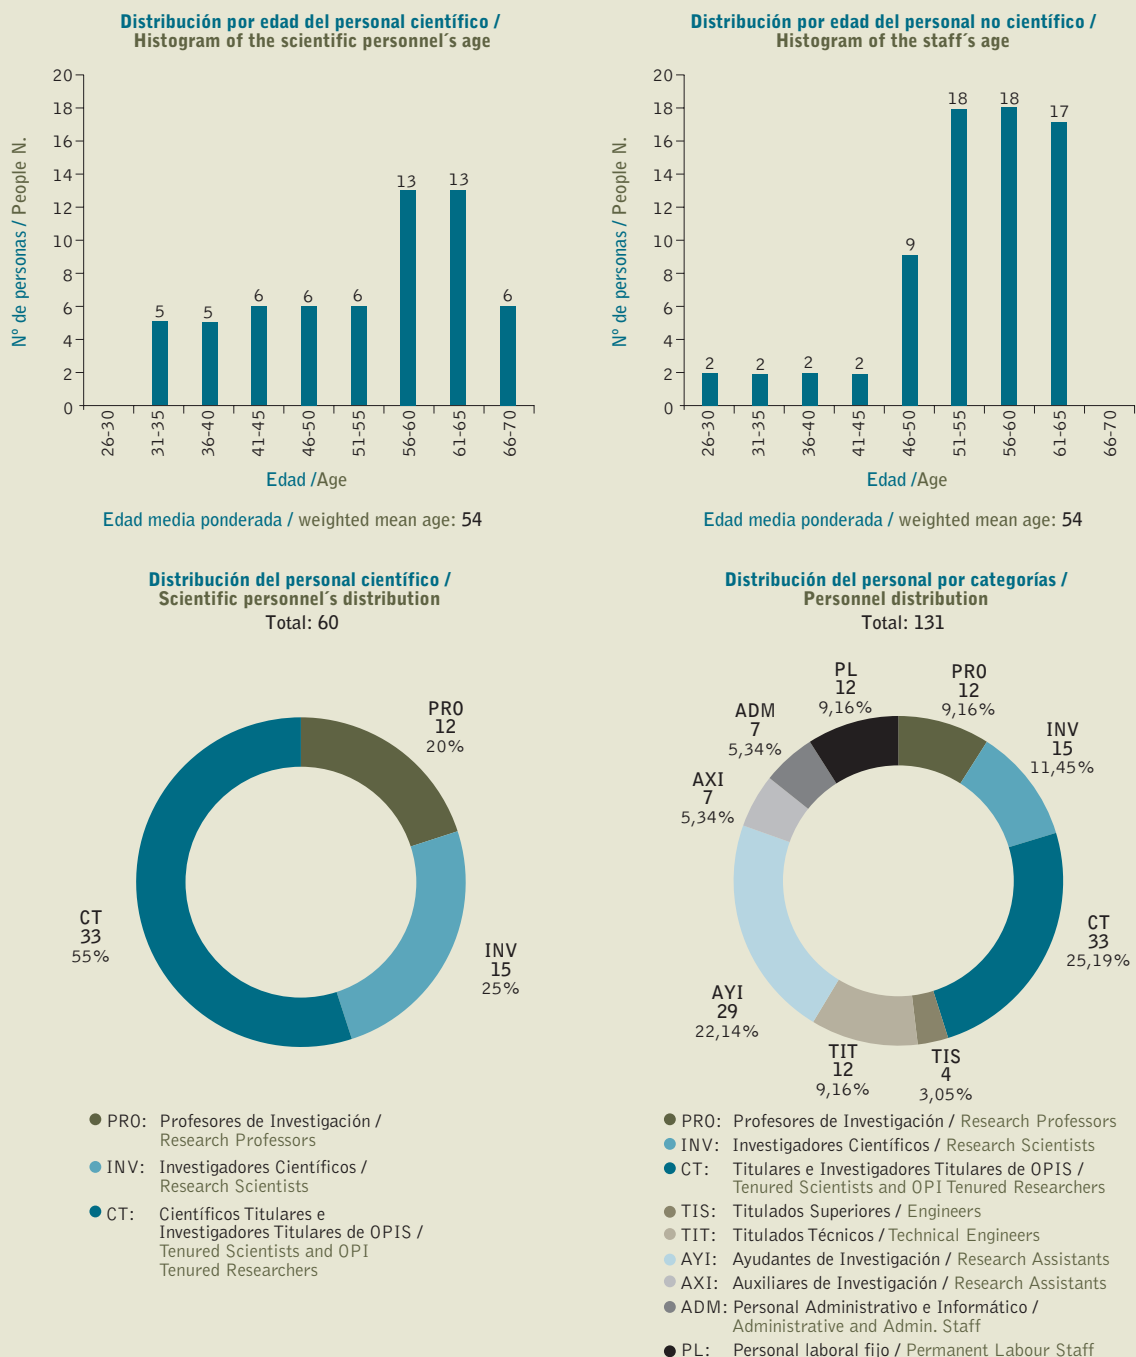 Distribución por edad del personal científico /
Histogram of the scientific personnel´s age
Nº de personas / People N.
20
18
16
14
12
10
8
6
4
2
0
5
5
6
6
6
13
13
6
26-30
31-35
36-40
41-45
46-50
51-55
56-60
61-65
66-70
Edad /Age
Edad media ponderada / weighted mean age: 54
Distribución por edad del personal no científico /
Histogram of the staff´s age
Nº de personas / People N.
20
18
16
14
12
10
8
6
4
2
0
2
2
2
2
9
18
18
17
26-30
31-35
36-40
41-45
46-50
51-55
56-60
61-65
66-70
Edad /Age
Edad media ponderada / weighted mean age: 54
Distribución del personal científico /
Scientific personnel´s distribution
Total: 60
PRO
12
20%
INV
15
25%
CT
33
55%
PRO: Profesores de Investigación /
Research Professors
INV: Investigadores Científicos /
Research Scientists
CT: Científicos Titulares e
Investigadores Titulares de OPIS /
Tenured Scientists and OPI
Tenured Researchers
Distribución del personal por categorías /
Personnel distribution
Total: 131
PL
12
9,16%
PRO
12
9,16%
INV
15
11,45%
CT
33
25,19%
TIS
4
3,05%
TIT
12
9,16%
AYI
29
22,14%
AXI
7
5,34%
ADM
7
5,34%
PRO: Profesores de Investigación / Research Professors
INV: Investigadores Científicos / Research Scientists
CT: Titulares e Investigadores Titulares de OPIS /
Tenured Scientists and OPI Tenured Researchers
TIS: Titulados Superiores / Engineers
TIT: Titulados Técnicos / Technical Engineers
AYI: Ayudantes de Investigación / Research Assistants
AXI: Auxiliares de Investigación / Research Assistants
ADM: Personal Administrativo e Informático /
Administrative and Admin. Staff
PL: Personal laboral fijo / Permanent Labour Staff